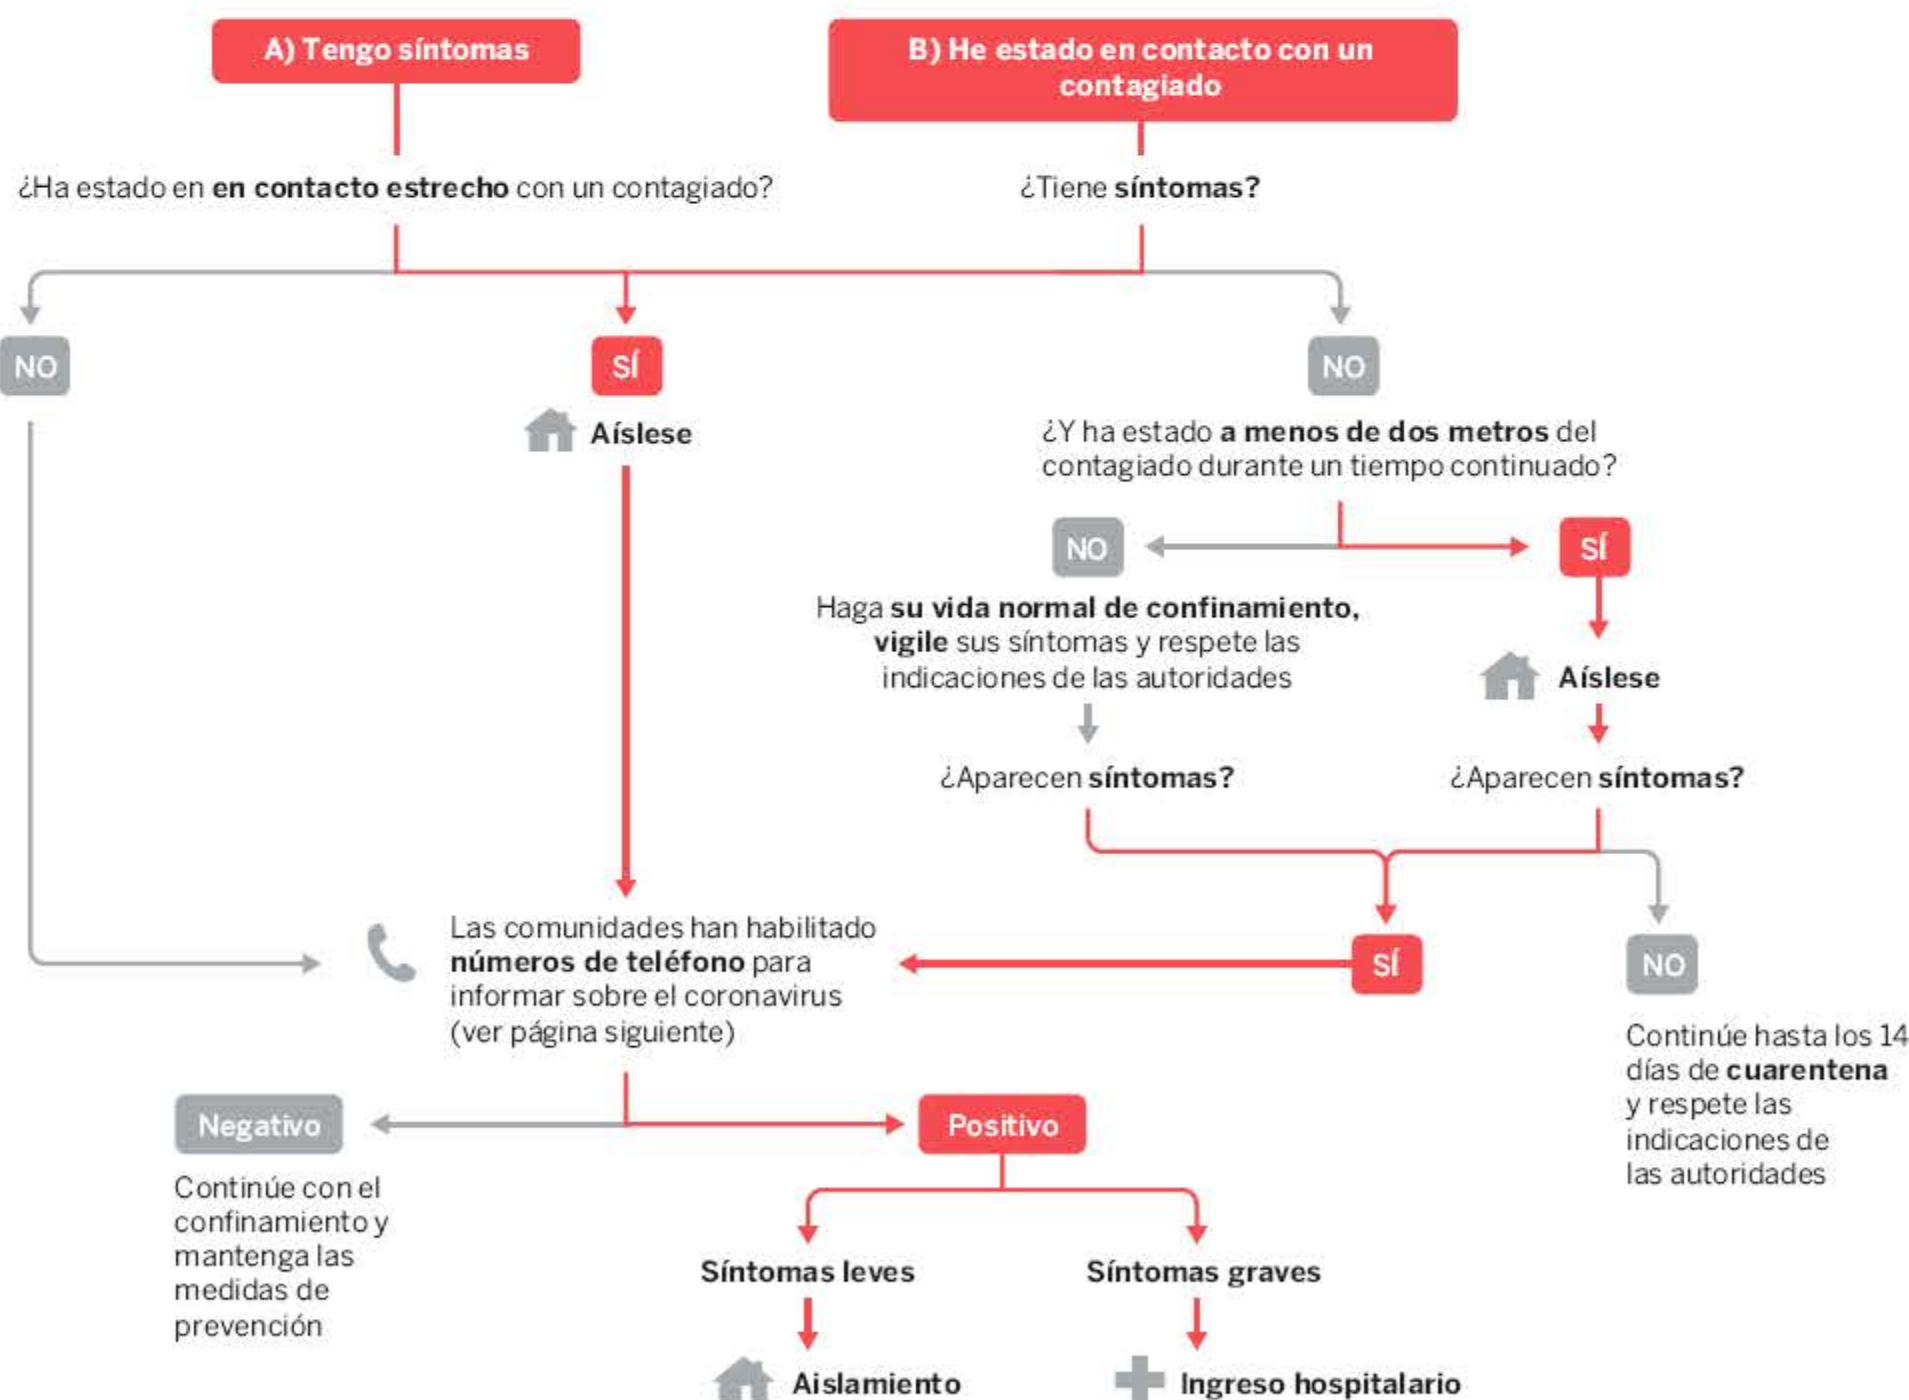 A) Tengo síntomas
B) He estado en contacto con un
contagiado
¿Ha estado en en contacto estrecho con un contagiado?
¿Tiene síntomas?
NO
SÍ
NO
Aíslese
¿Y ha estado a menos de dos metros del
contagiado durante un tiempo continuado?
NO
SÍ
Haga su vida normal de confinamiento,
vigile sus síntomas y respete las
indicaciones de las autoridades
Aíslese
¿Aparecen síntomas?
¿Aparecen síntomas?
Las comunidades han habilitado
números de teléfono para
informar sobre el coronavirus
(ver página siguiente)
SÍ
NO
Continúe hasta los 14
días de cuarentena
y respete las
indicaciones de
las autoridades
Negativo
Positivo
Continúe con el
confinamiento y
mantenga las
medidas de
prevención
Síntomas leves
Síntomas graves
Aislamiento
Ingreso hospitalario